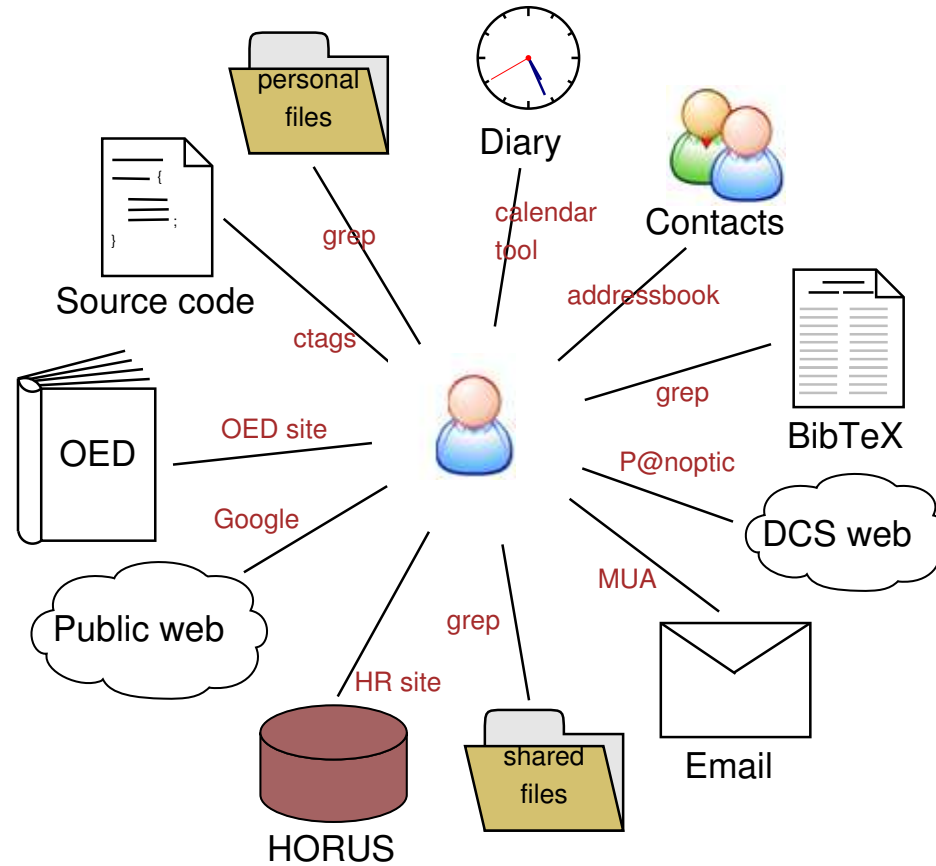 personal
files
Diary
Contacts
{
;
}
Source code
grep
calendar
tool
addressbook
ctags
grep
BibTeX
OED
OED site
P@noptic
Google
DCS web
MUA
Public web
grep
HR site
shared
files
Email
HORUS